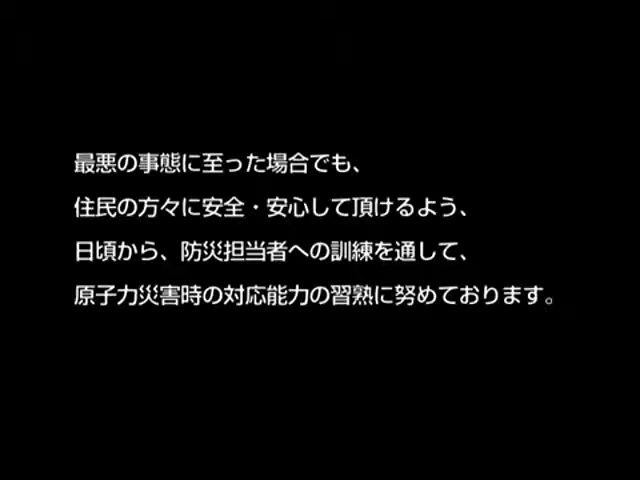 最悪の事態に至った場合でも、
住民の方々に安全・安心して頂けるよう、
日頃から、防災担当者への訓練を通して、
原子力災害時の対応能力の習熟に努めております。